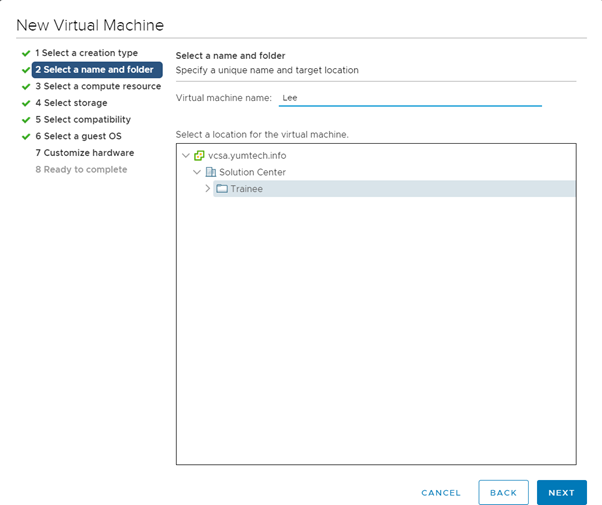 New Virtual Machine
1 Select a creation type
2 Select a name and folder
3 Select a compute resource
4 Select storage
5 Select compatibility
6 Select a guest OS
7 Customize hardware
8 Ready to complete
Select a name and folder
Specify a unique name and target location
Virtual machine name: Lee
Select a location for the virtual machine.
vcsa.yumtech.info
Solution Center
Trainee
CANCEL BACK NEXT